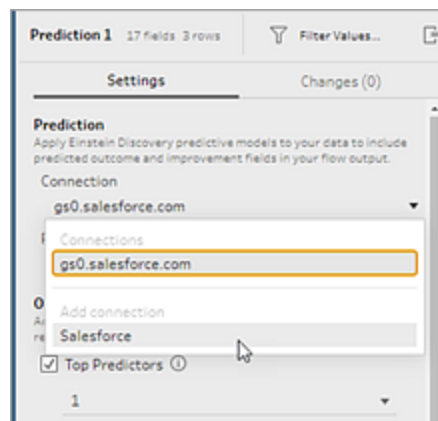 Prediction 1 17 fields 3 rows Filter Values...
Settings Changes (0)
Prediction
Apply Einstein Discovery predictive models to your data to include
predicted outcome and improvement fields in your flow output.
Connection
gs0.salesforce.com
Connections
gs0.salesforce.com
Add connection
Salesforce
Top Predictors
1